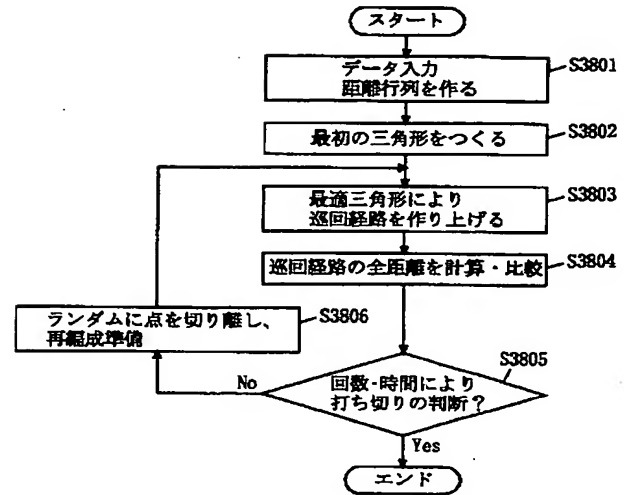 スタート
データ入力
距離行列を作る
S3801
最初の三角形をつくる
S3802
最適三角形により
巡回経路を作り上げる
S3803
巡回経路の全距離を計算・比較
S3804
ランダムに点を切り離し、
再編成準備
S3806
回数・時間により
打ち切りの判断？
S3805
No
Yes
エンド